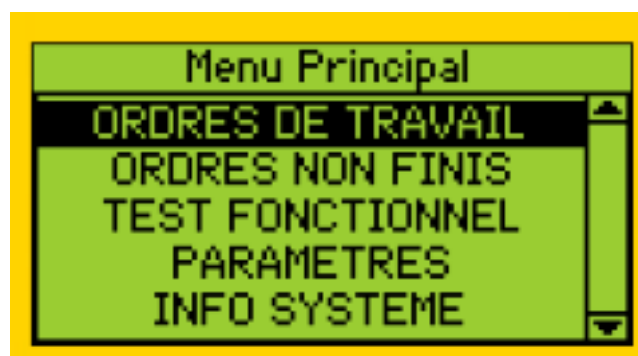 Menu Principal
ORDRES DE TRAVAIL
ORDRES NON FINIS
TEST FONCTIONNEL
PARAMETRES
INFO SYSTEME